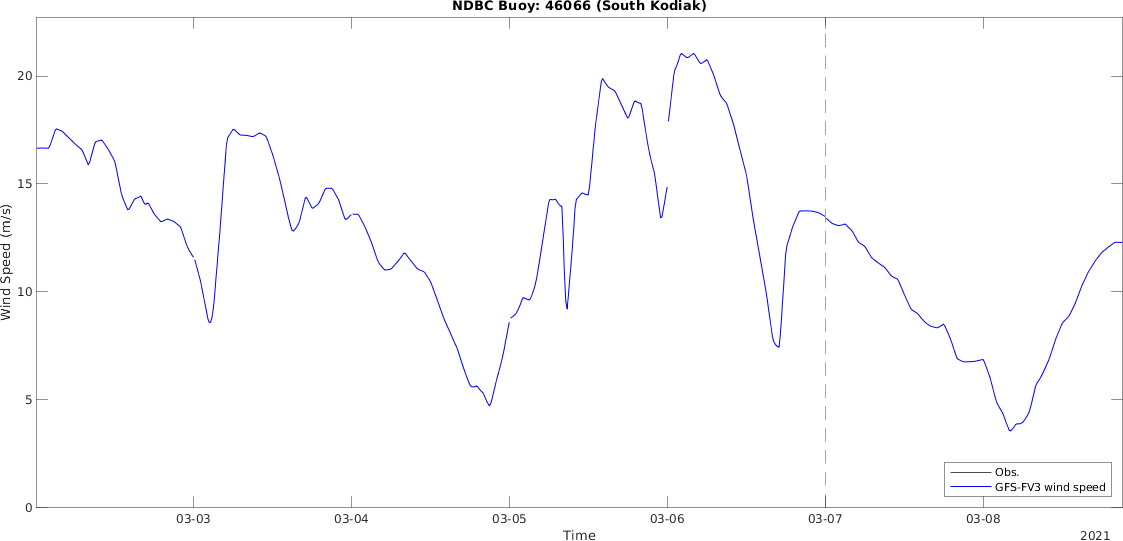 NDBC Buoy: 46066 (South Kodiak)
20
15
10
5
0
Wind Speed (m/s)
03-03
03-04
03-05
03-06
03-07
03-08
Time
2021
Obs.
GFS-FV3 wind speed